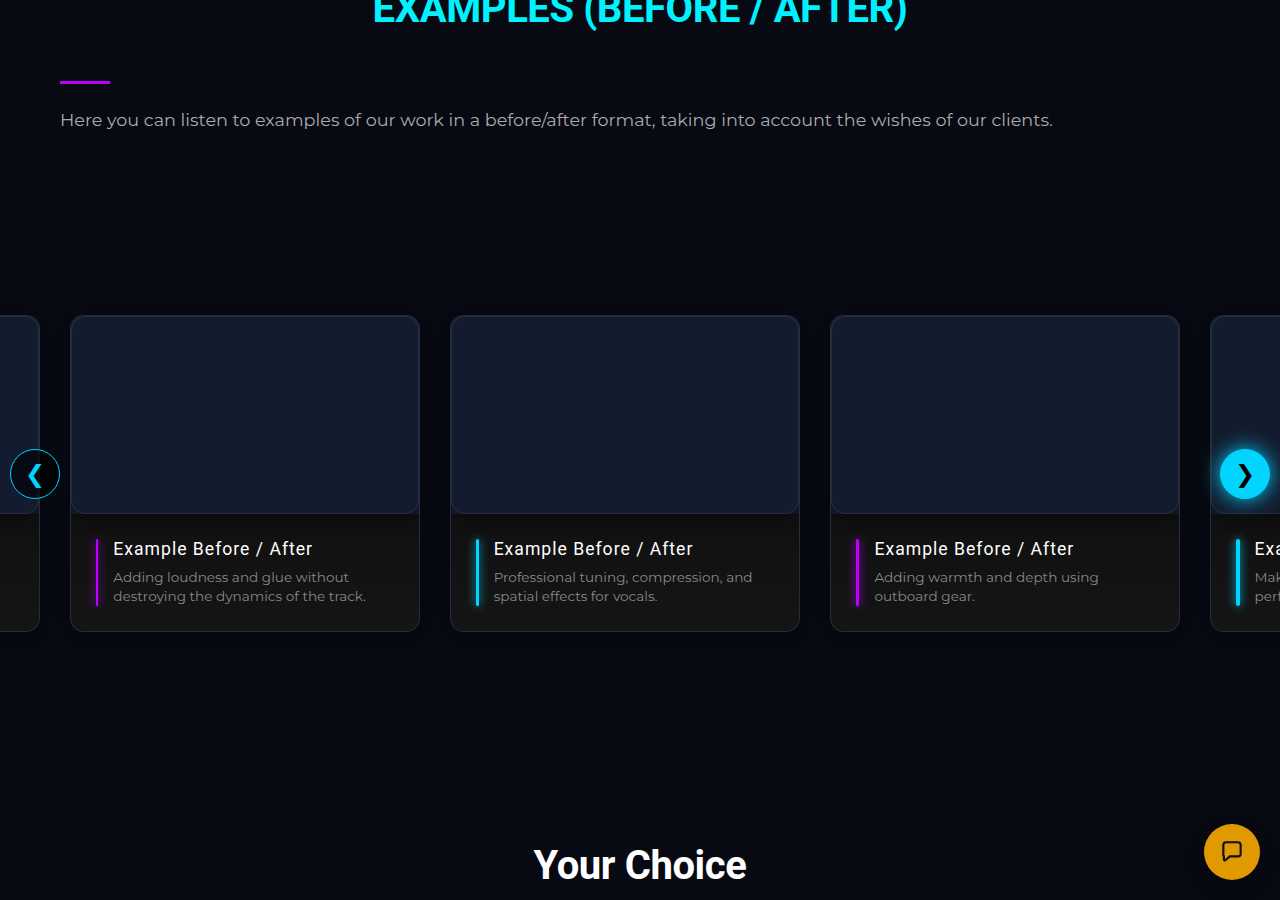 EXAMPLES (BEFORE / AFTER)
Here you can listen to examples of our work in a before/after format, taking into account the wishes of our clients.
Example Before / After
Adding loudness and glue without
destroying the dynamics of the track.
Example Before / After
Professional tuning, compression, and
spatial effects for vocals.
Example Before / After
Adding warmth and depth using
outboard gear.
Your Choice